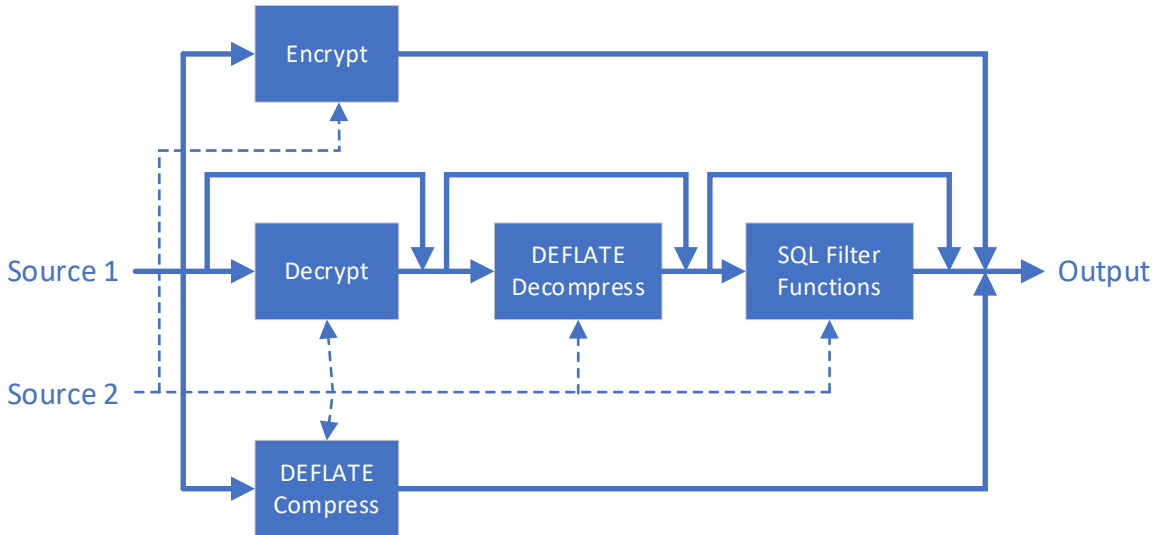 Encrypt
Source 1
Decrypt
DEFLATE
Decompress
SQL Filter
Functions
Output
Source 2
DEFLATE
Compress